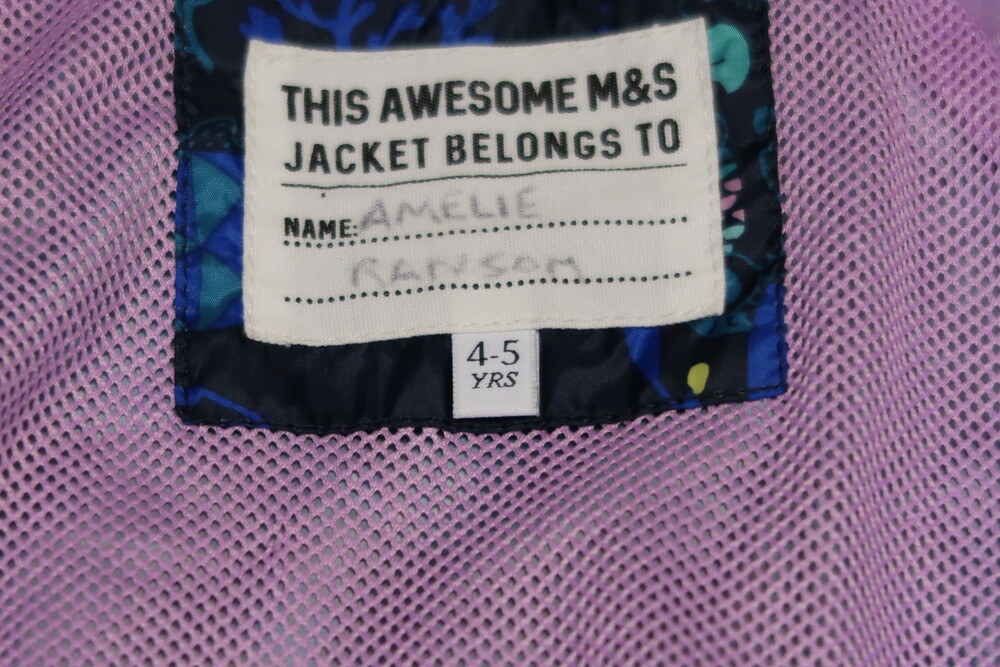 THIS AWESOME M&S
JACKET BELONGS TO
NAME: AMELIE
RANSOM
4-5
YRS